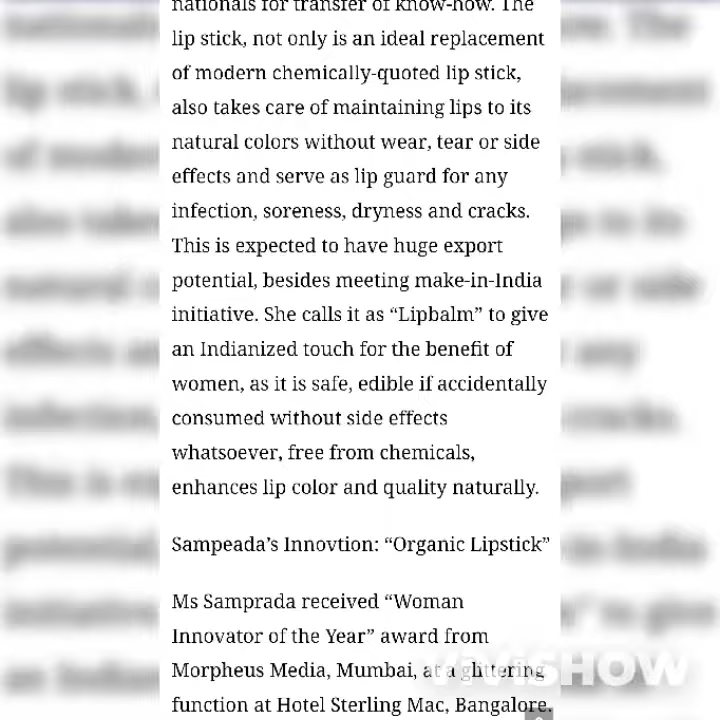 nationals for transfer of know-how. The
lip stick, not only is an ideal replacement
of modern chemically-quoted lip stick,
also takes care of maintaining lips to its
natural colors without wear, tear or side
effects and serve as lip guard for any
infection, soreness, dryness and cracks.
This is expected to have huge export
potential, besides meeting make-in-India
initiative. She calls it as “Lipbalm” to give
an Indianized touch for the benefit of
women, as it is safe, edible if accidentally
consumed without side effects
whatsoever, free from chemicals,
enhances lip color and quality naturally.
Sampeada’s Innovtion: “Organic Lipstick”
Ms Samprada received “Woman
Innovator of the Year” award from
Morpheus Media, Mumbai, at a glittering
function at Hotel Sterling Mac, Bangalore.
VIVISHOW